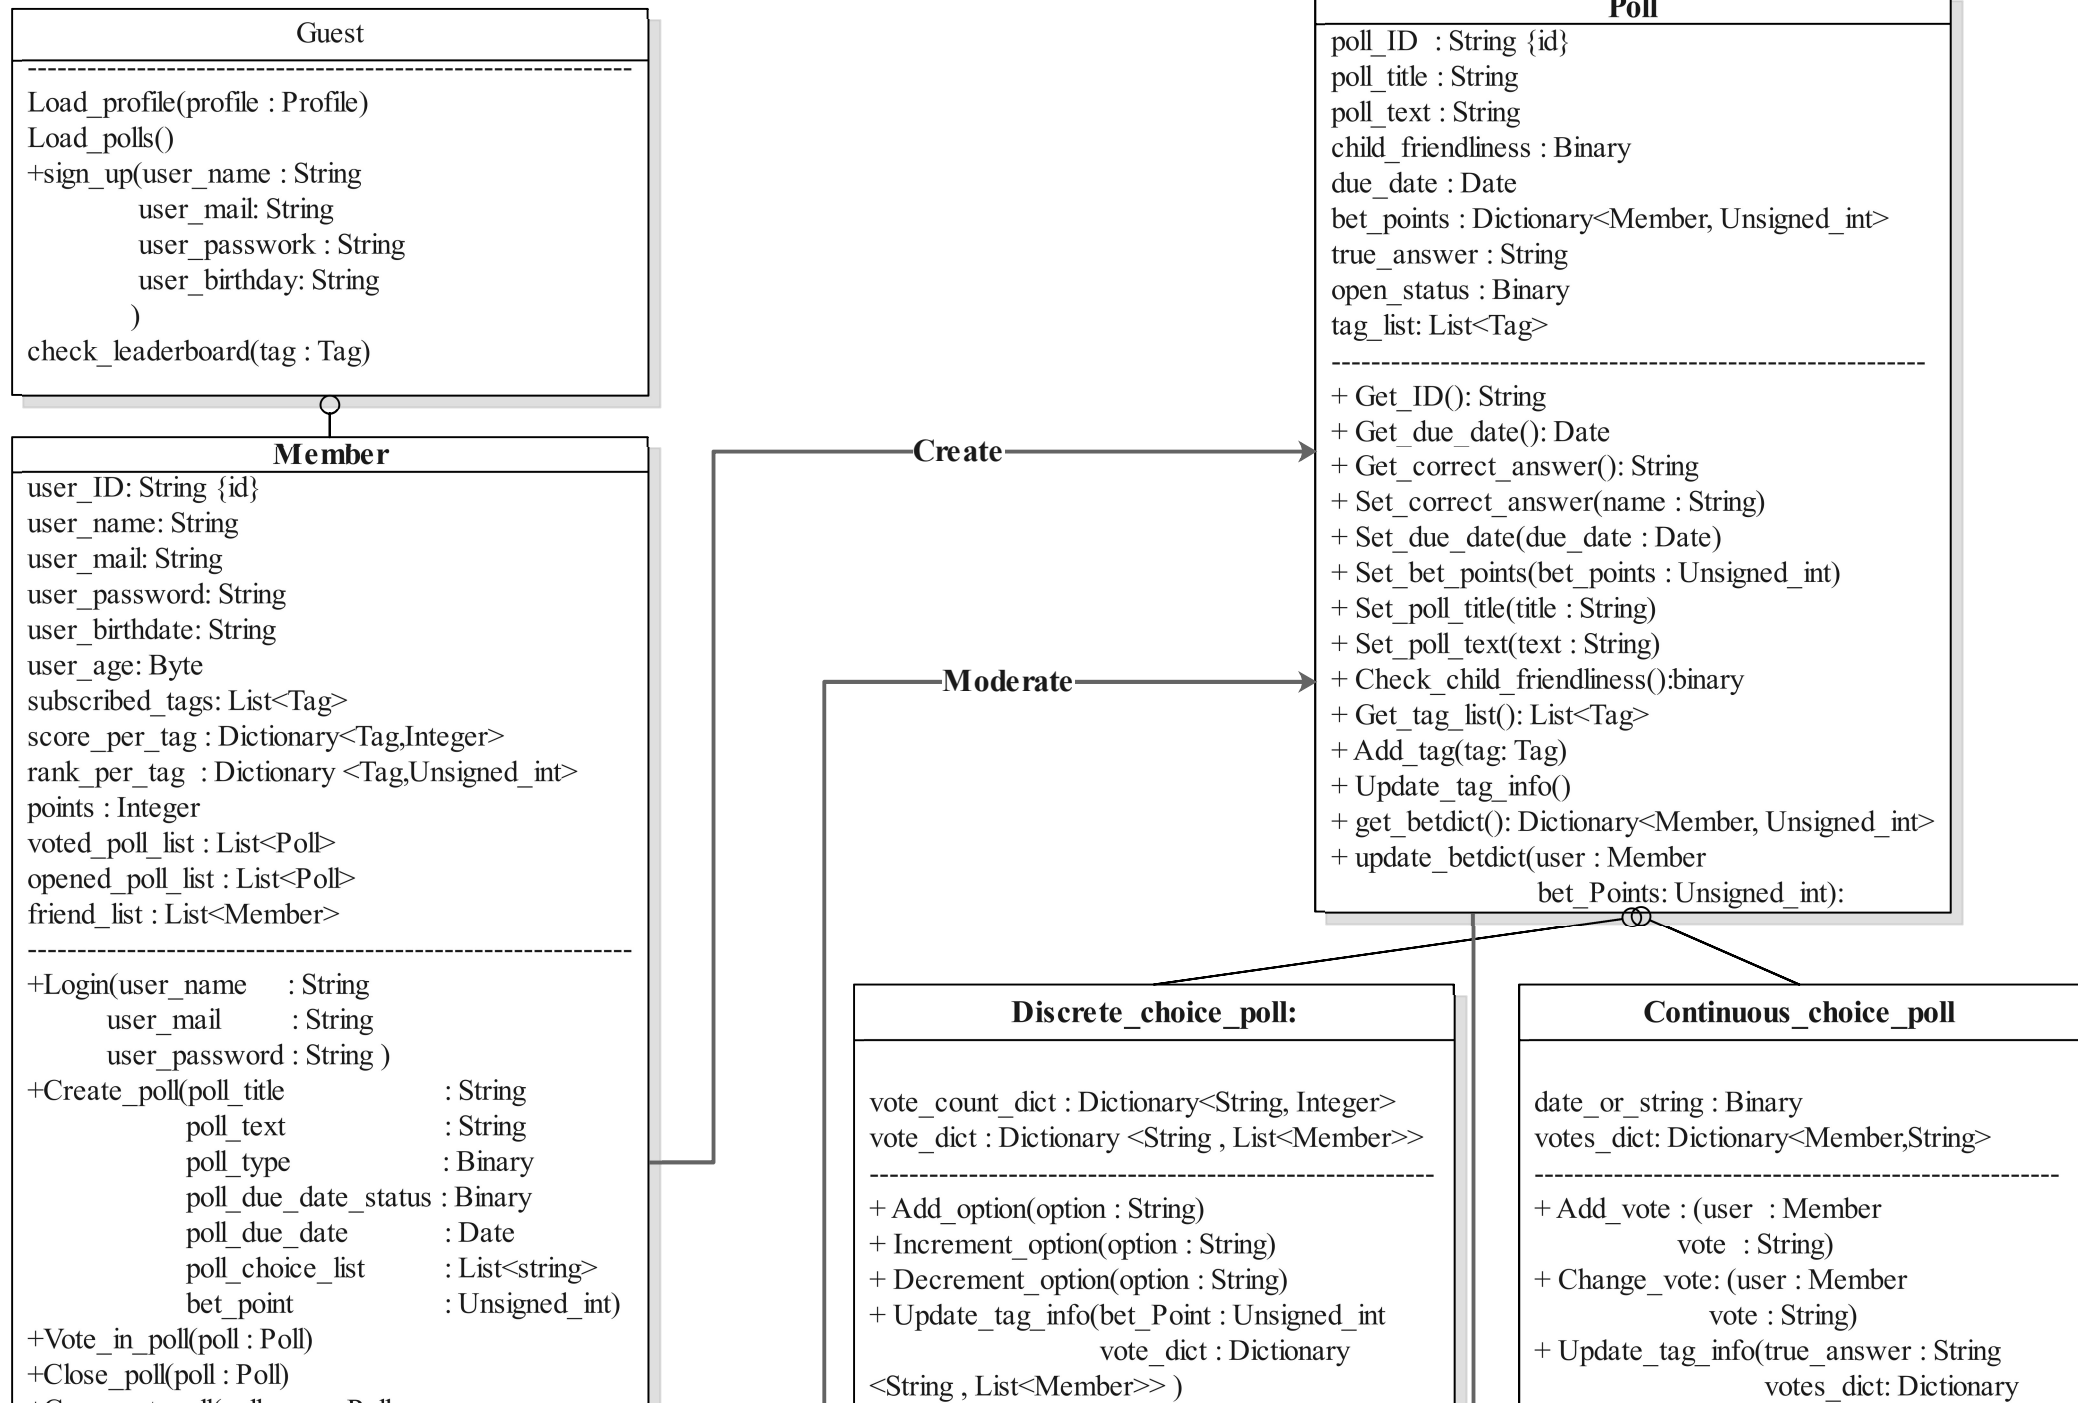 Guest
Load_profile(profile : Profile)
Load_polls()
+sign_up(user_name : String
user_mail: String
user_passwork : String
user_birthday: String
)
check_leaderboard(tag : Tag)
Member
user_ID: String {id}
user_name: String
user_mail: String
user_password: String
user_birthdate: String
user_age: Byte
subscribed_tags: List<Tag>
score_per_tag : Dictionary<Tag,Integer>
rank_per_tag : Dictionary <Tag,Unsigned_int>
points : Integer
voted_poll_list : List<Poll>
opened_poll_list : List<Poll>
friend_list : List<Member>
+Login(user_name : String
user_mail : String
user_password : String )
+Create_poll(poll_title : String
poll_text : String
poll_type : Binary
poll_due_date_status : Binary
poll_due_date : Date
poll_choice_list : List<string>
bet_point : Unsigned_int)
+Vote_in_poll(poll : Poll)
+Close_poll(poll : Poll)
Create
Moderate
Poll
poll_ID : String {id}
poll_title : String
poll_text : String
child_friendliness : Binary
due_date : Date
bet_points : Dictionary<Member, Unsigned_int>
true_answer : String
open_status : Binary
tag_list: List<Tag>
+ Get_ID(): String
+ Get_due_date(): Date
+ Get_correct_answer(): String
+ Set_correct_answer(name : String)
+ Set_due_date(due_date : Date)
+ Set_bet_points(bet_points : Unsigned_int)
+ Set_poll_title(title : String)
+ Set_poll_text(text : String)
+ Check_child_friendliness():binary
+ Get_tag_list(): List<Tag>
+ Add_tag(tag: Tag)
+ Update_tag_info()
+ get_betdict(): Dictionary<Member, Unsigned_int>
+ update_betdict(user : Member
bet_Points: Unsigned_int):
Discrete_choice_poll:
vote_count_dict : Dictionary<String, Integer>
vote_dict : Dictionary <String , List<Member>>
+ Add_option(option : String)
+ Increment_option(option : String)
+ Decrement_option(option : String)
+ Update_tag_info(bet_Point : Unsigned_int
vote_dict : Dictionary
<String , List<Member>> )
Continuous_choice_poll
date_or_string : Binary
votes_dict: Dictionary<Member,String>
+ Add_vote : (user : Member
vote : String)
+ Change_vote: (user : Member
vote : String)
+ Update_tag_info(true_answer : String
votes_dict: Dictionary